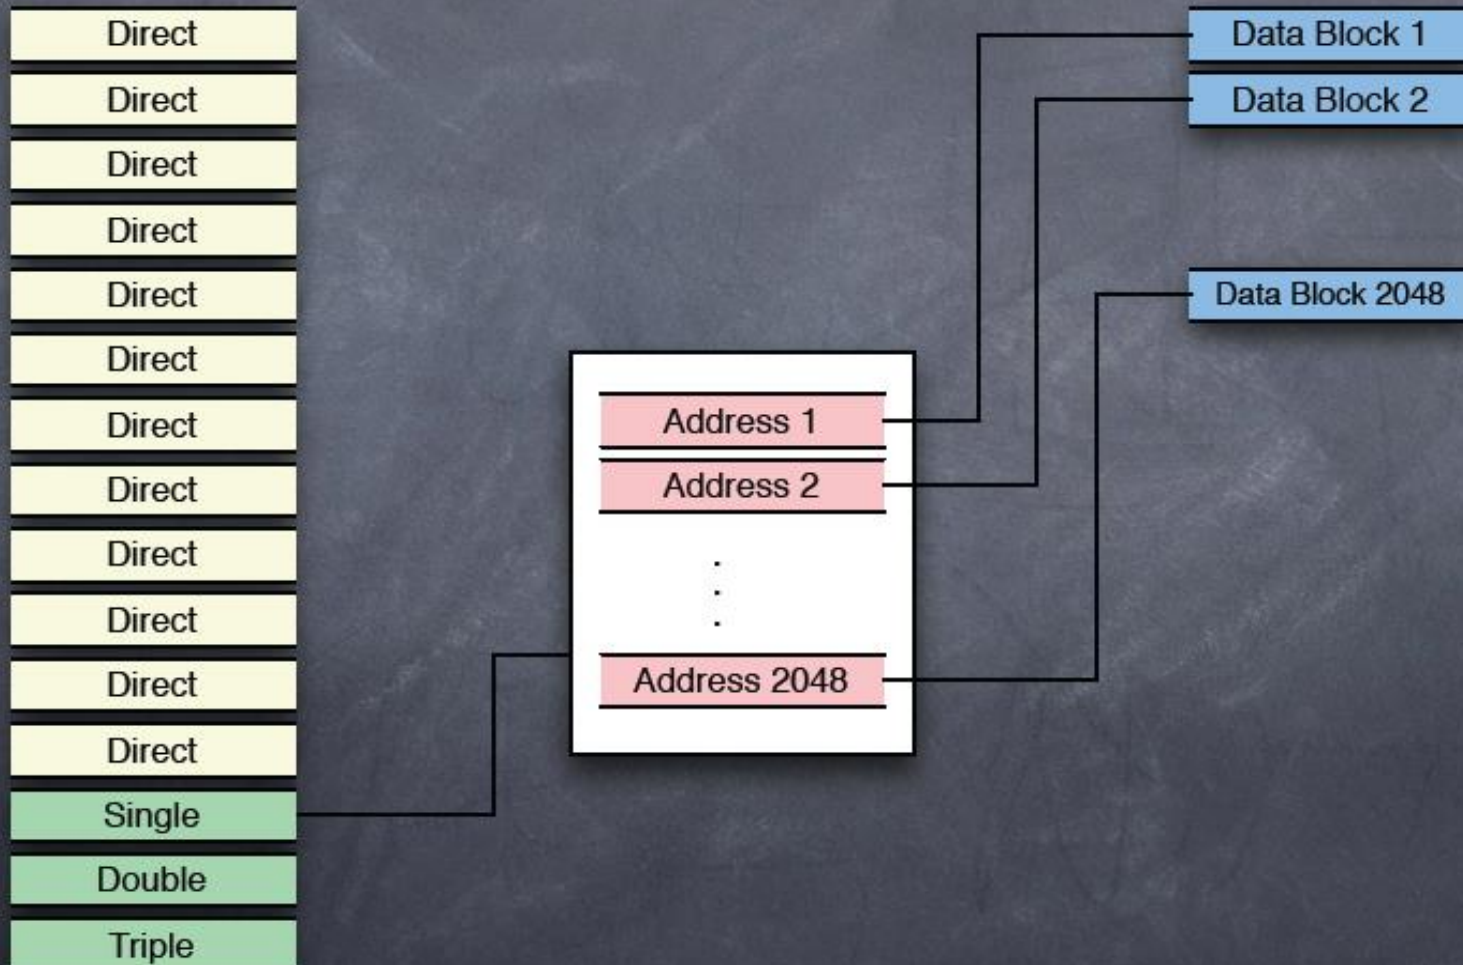 Direct
Direct
Direct
Direct
Direct
Direct
Direct
Direct
Direct
Direct
Direct
Direct
Single
Double
Triple
Address 1
Address 2
.
.
.
Address 2048
Data Block 1
Data Block 2
Data Block 2048